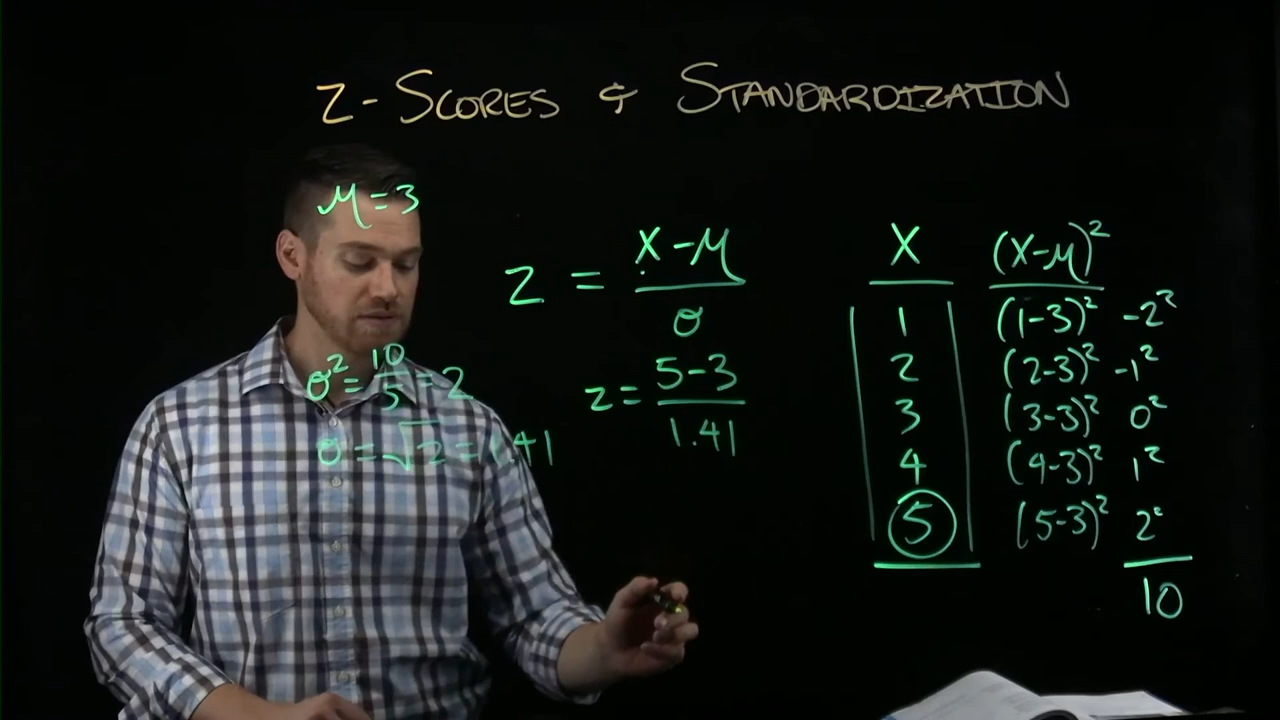 Z-SCORES & STANDARDIZATION
μ=3
Z = X-μ / σ
σ² = 10/5 = 2
σ = √2 = 1.41
z = 5-3 / 1.41
X (X-μ)²
1 (1-3)² -2²
2 (2-3)² -1²
3 (3-3)² 0²
4 (4-3)² 1²
5 (5-3)² 2²
10